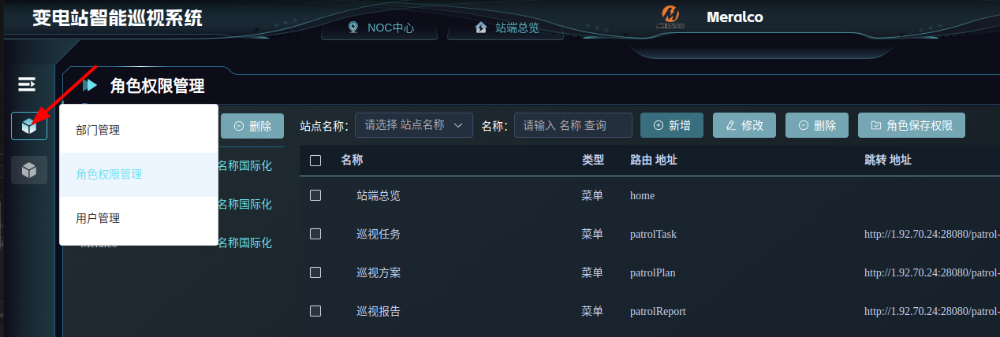 变电站智能巡视系统
NOC中心
站端总览
MERALCO
Meralco
角色权限管理
部门管理
角色权限管理
用户管理
删除
名称国际化
名称国际化
名称国际化
站点名称: 请选择 站点名称 名称: 请输入 名称 查询 新增 修改 删除 角色保存权限
名称 类型 路由 地址 跳转 地址
站端总览 菜单 home
巡视任务 菜单 patrolTask http://1.92.70.24:28080/patrol-
巡视方案 菜单 patrolPlan http://1.92.70.24:28080/patrol-
巡视报告 菜单 patrolReport http://1.92.70.24:28080/patrol-